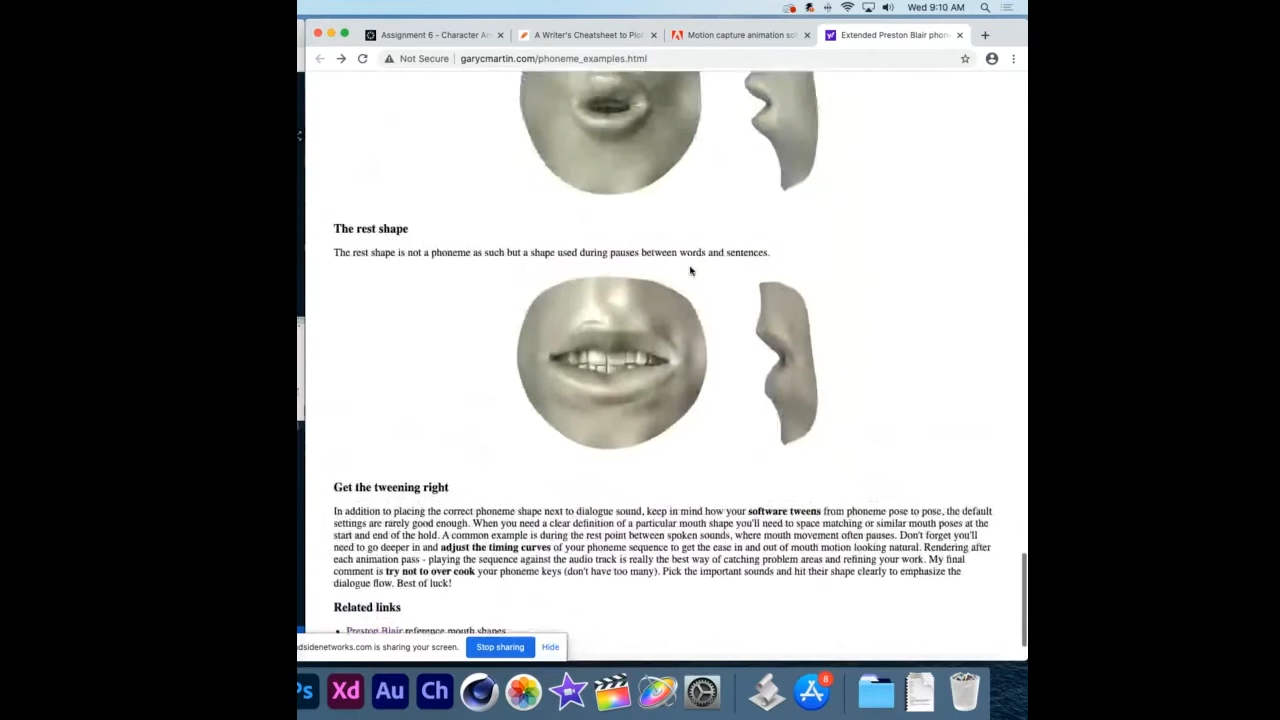 Wed 9:10 AM
Assignment 6 - Character An
A Writer's Cheatsheet to Plot
Motion capture animation sof
Extended Preston Blair phon
Not Secure
garycmartin.com/phoneme_examples.html
The rest shape
The rest shape is not a phoneme as such but a shape used during pauses between words and sentences.
Get the tweening right
In addition to placing the correct phoneme shape next to dialogue sound, keep in mind how your software tweens from phoneme pose to pose, the default
settings are rarely good enough. When you need a clear definition of a particular mouth shape you'll need to space matching or similar mouth poses at the
start and end of the hold. A common example is during the rest point between spoken sounds, where mouth movement often pauses. Don't forget you'll
need to go deeper in and adjust the timing curves of your phoneme sequence to get the ease in and out of mouth motion looking natural. Rendering after
each animation pass - playing the sequence against the audio track is really the best way of catching problem areas and refining your work. My final
comment is try not to over cook your phoneme keys (don't have too many). Pick the important sounds and hit their shape clearly to emphasize the
dialogue flow. Best of luck!
Related links
Preston Blair reference mouth shapes
ndsidenetworks.com is sharing your screen.
Stop sharing
Hide
Ps
Xd
Au
Ch
8